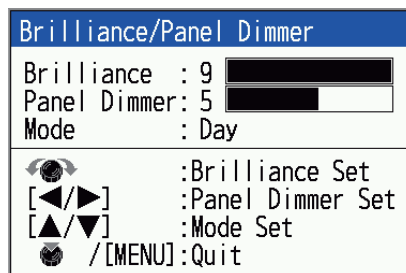 Brilliance/Panel Dimmer
Brilliance : 9
Panel Dimmer: 5
Mode : Day
:Brilliance Set
[◀/▶] :Panel Dimmer Set
[▲/▼] :Mode Set
/[MENU]:Quit